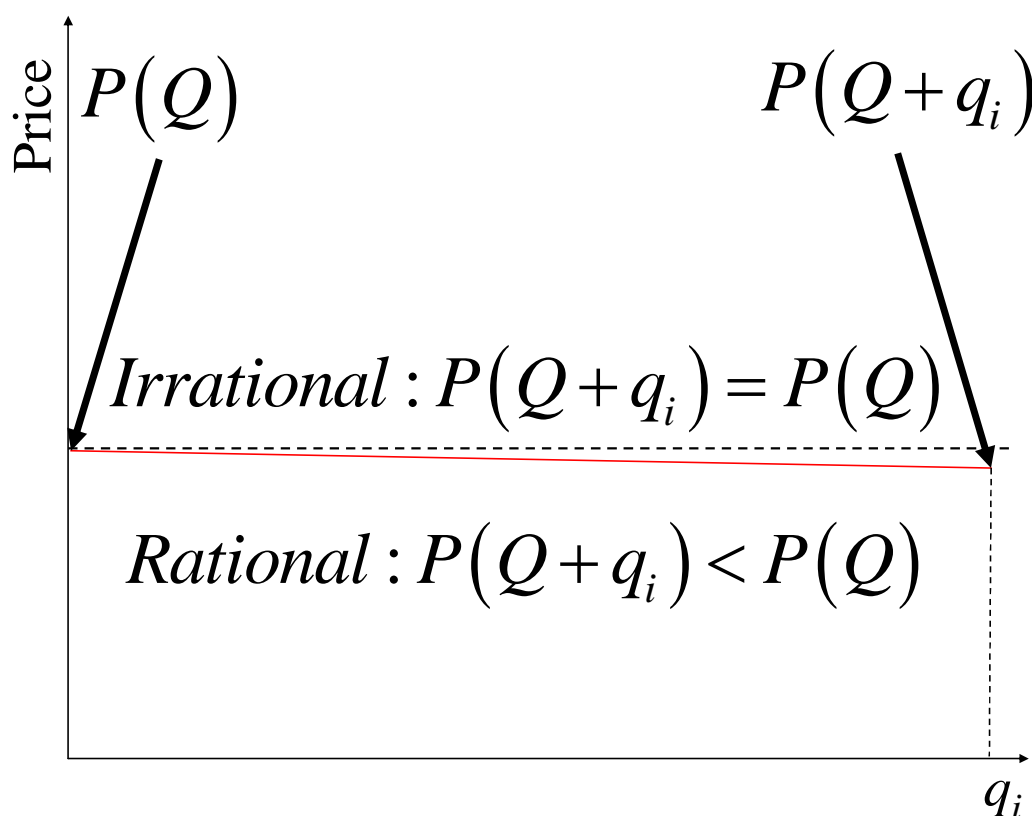 Price
P(Q)
P(Q + q_i)
Irrational : P(Q + q_i) = P(Q)
Rational : P(Q + q_i) < P(Q)
q_i